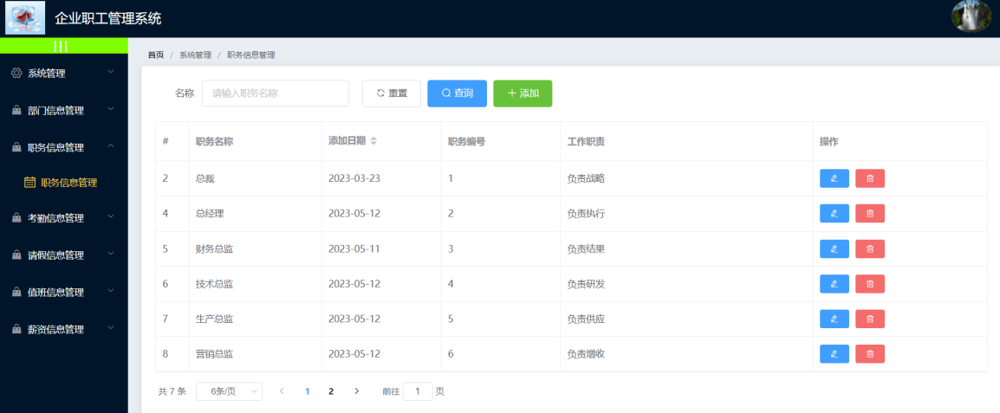 企业职工管理系统
系统管理
部门信息管理
职务信息管理
职务信息管理
考勤信息管理
请假信息管理
值班信息管理
薪资信息管理
首页 / 系统管理 / 职务信息管理
名称 请输入职务名称 重置 查询 添加
# 职务名称 添加日期 职务编号 工作职责 操作
2 总裁 2023-03-23 1 负责战略
4 总经理 2023-05-12 2 负责执行
5 财务总监 2023-05-11 3 负责结果
6 技术总监 2023-05-12 4 负责研发
7 生产总监 2023-05-12 5 负责供应
8 营销总监 2023-05-12 6 负责增收
共 7 条 6条/页 1 2 前往 1 页